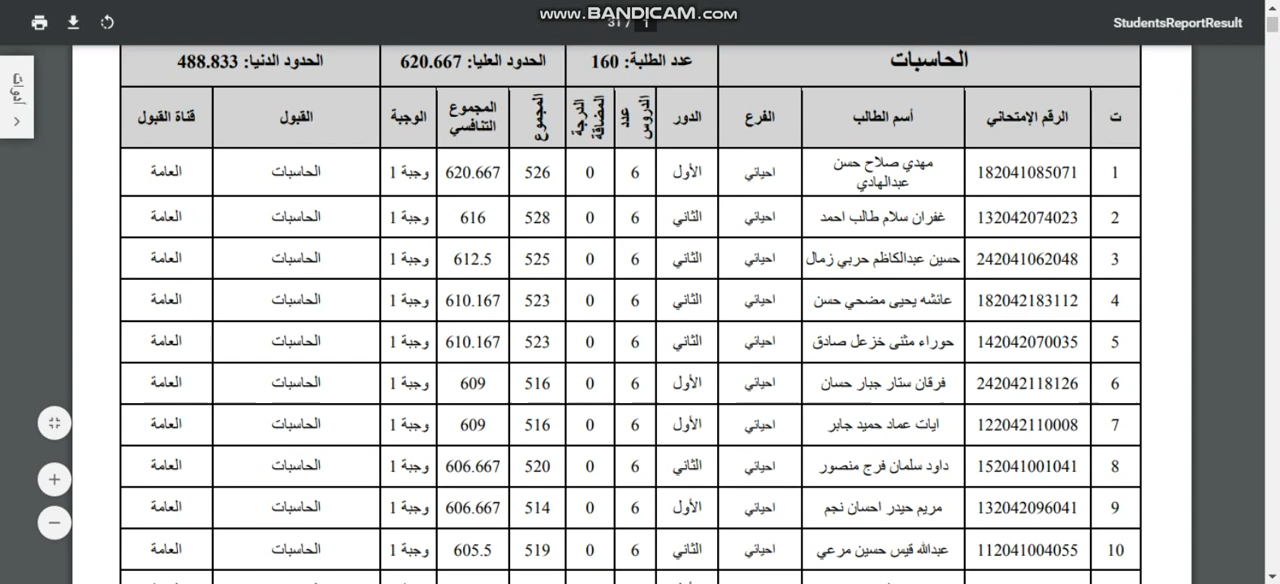 www.BANDICAM.com
StudentsReportResult
1 / 31
أدوات
الحاسبات عدد الطلبة: 160 الحدود العليا: 620.667 الحدود الدنيا: 488.833
ت الرقم الإمتحاني أسم الطالب الفرع الدور عدد الدروس الدرجة المضافة المجموع المجموع التنافسي الوجبة القبول قناة القبول
1 182041085071 مهدي صلاح حسن عبدالهادي احيائي الأول 6 0 526 620.667 وجبة 1 الحاسبات العامة
2 132042074023 غفران سلام طالب احمد احيائي الثاني 6 0 528 616 وجبة 1 الحاسبات العامة
3 242041062048 حسين عبدالكاظم حربي زمال احيائي الثاني 6 0 525 612.5 وجبة 1 الحاسبات العامة
4 182042183112 عائشه يحيى مضحي حسن احيائي الثاني 6 0 523 610.167 وجبة 1 الحاسبات العامة
5 142042070035 حوراء مثنى خزعل صادق احيائي الثاني 6 0 523 610.167 وجبة 1 الحاسبات العامة
6 242042118126 فرقان ستار جبار حسان احيائي الأول 6 0 516 609 وجبة 1 الحاسبات العامة
7 122042110008 ايات عماد حميد جابر احيائي الأول 6 0 516 609 وجبة 1 الحاسبات العامة
8 152041001041 داود سلمان فرج منصور احيائي الثاني 6 0 520 606.667 وجبة 1 الحاسبات العامة
9 132042096041 مريم حيدر احسان نجم احيائي الأول 6 0 514 606.667 وجبة 1 الحاسبات العامة
10 112041004055 عبدالله قيس حسين مرعي احيائي الثاني 6 0 519 605.5 وجبة 1 الحاسبات العامة